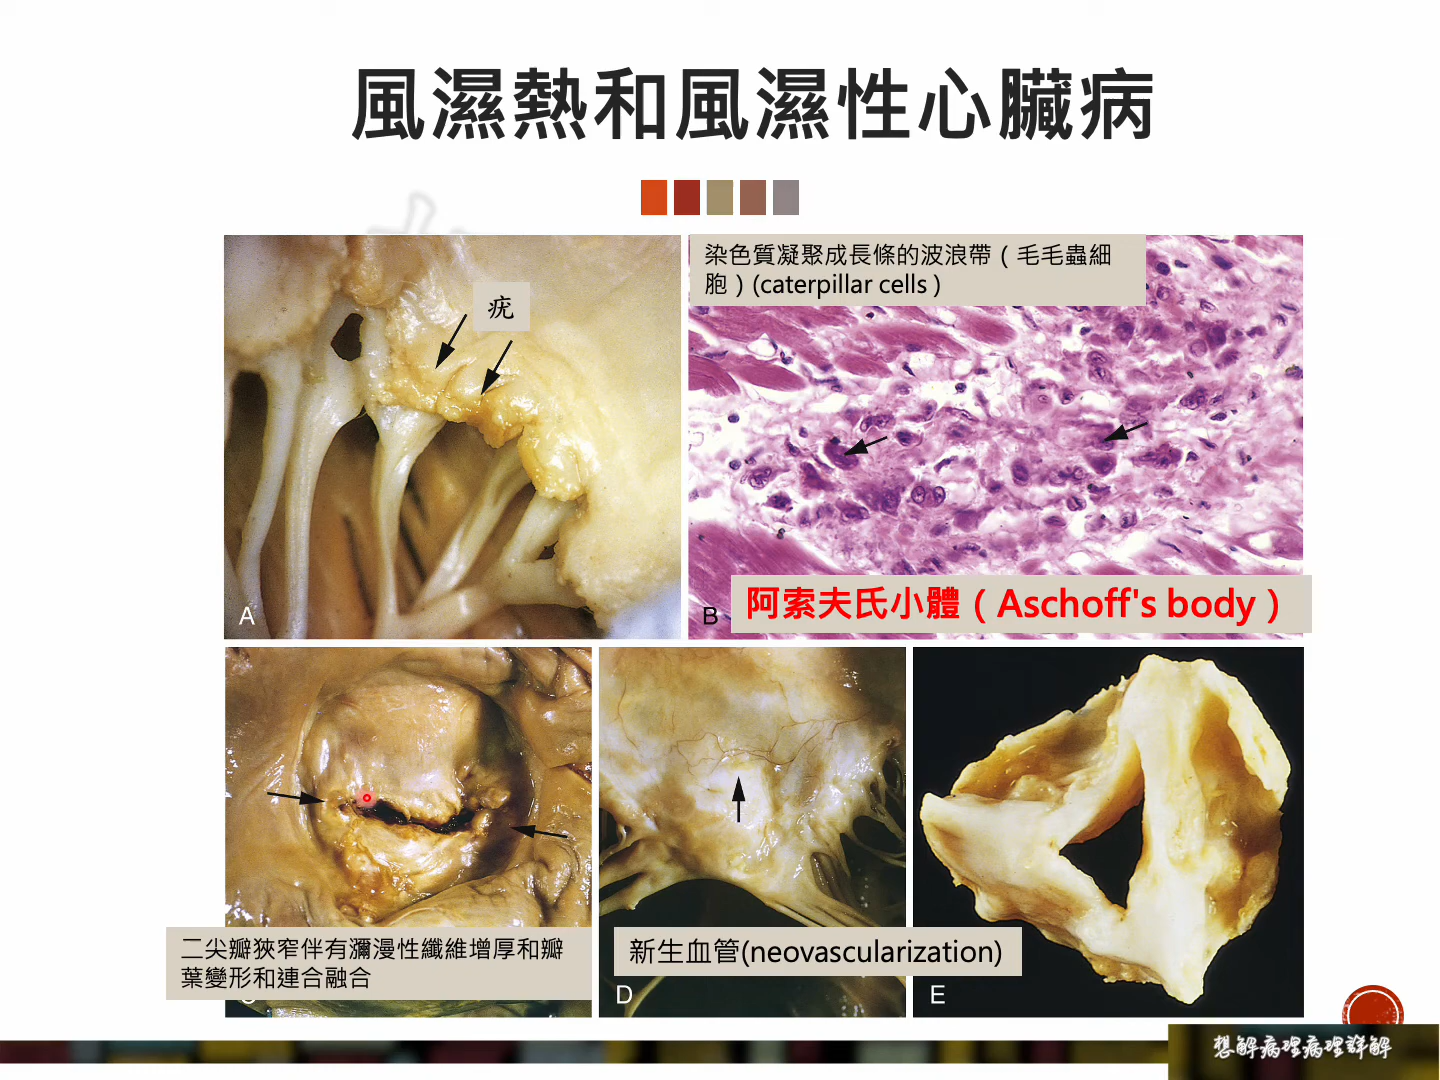 風濕熱和風濕性心臟病
疣
染色質凝聚成長條的波浪帶（毛毛蟲細
胞）(caterpillar cells )
A
B
阿索夫氏小體（Aschoff's body）
二尖瓣狹窄伴有瀰漫性纖維增厚和瓣
葉變形和連合融合
新生血管(neovascularization)
D
E
想解病理病理詳解